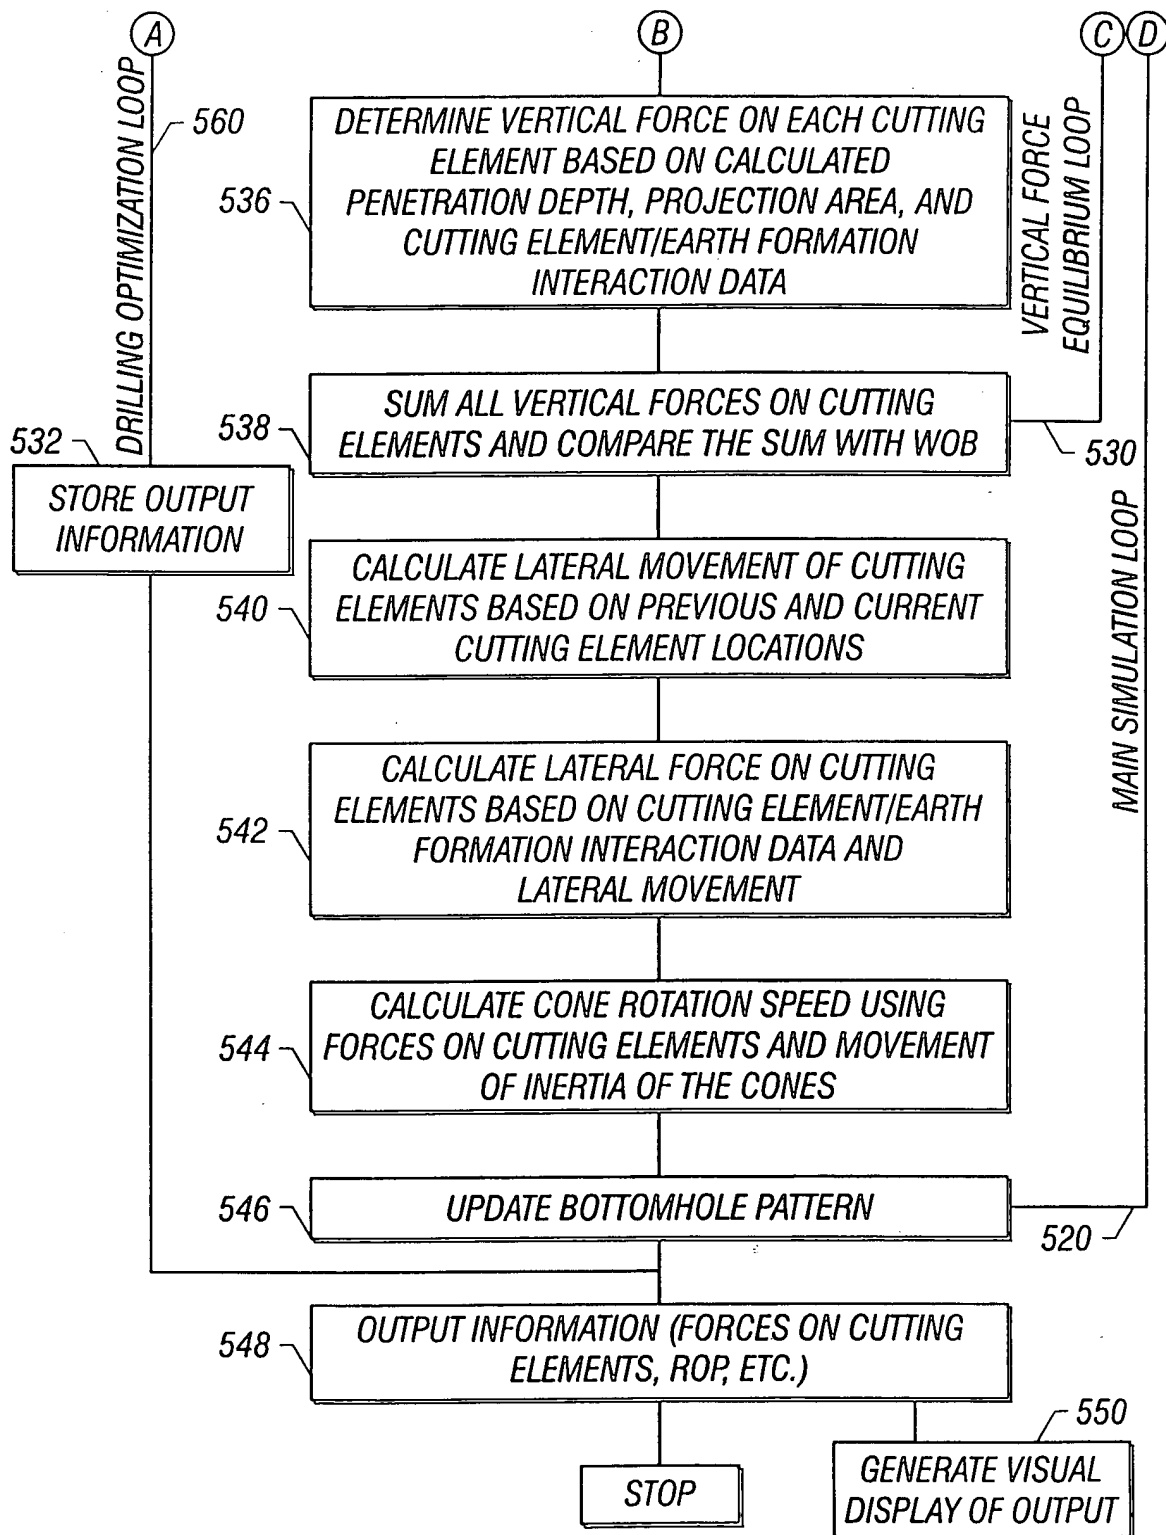 A
B
C
D
DRILLING OPTIMIZATION LOOP
560
DETERMINE VERTICAL FORCE ON EACH CUTTING
ELEMENT BASED ON CALCULATED
PENETRATION DEPTH, PROJECTION AREA, AND
CUTTING ELEMENT/EARTH FORMATION
INTERACTION DATA
536
VERTICAL FORCE
EQUILIBRIUM LOOP
SUM ALL VERTICAL FORCES ON CUTTING
ELEMENTS AND COMPARE THE SUM WITH WOB
538
530
532
STORE OUTPUT
INFORMATION
CALCULATE LATERAL MOVEMENT OF CUTTING
ELEMENTS BASED ON PREVIOUS AND CURRENT
CUTTING ELEMENT LOCATIONS
540
MAIN SIMULATION LOOP
CALCULATE LATERAL FORCE ON CUTTING
ELEMENTS BASED ON CUTTING ELEMENT/EARTH
FORMATION INTERACTION DATA AND
LATERAL MOVEMENT
542
CALCULATE CONE ROTATION SPEED USING
FORCES ON CUTTING ELEMENTS AND MOVEMENT
OF INERTIA OF THE CONES
544
UPDATE BOTTOMHOLE PATTERN
546
520
OUTPUT INFORMATION (FORCES ON CUTTING
ELEMENTS, ROP, ETC.)
548
550
STOP
GENERATE VISUAL
DISPLAY OF OUTPUT